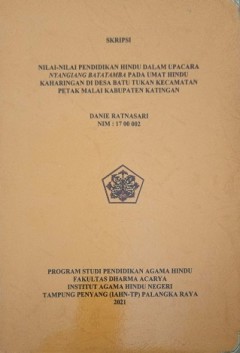 SKRIPSI
NILAI-NILAI PENDIDIKAN HINDU DALAM UPACARA
NYANGIANG BATATAMBA PADA UMAT HINDU
KAHARINGAN DI DESA BATU TUKAN KECAMATAN
PETAK MALAI KABUPATEN KATINGAN
DANIE RATNASARI
NIM : 17 00 802
PROGRAM STUDI PENDIDIKAN AGAMA HINDU
FAKULTAS DHARMA ACARYA
INSTITUT AGAMA HINDU NEGERI
TAMPUNG PENYANG (IAHN-TP) PALANGKA RAYA
2021